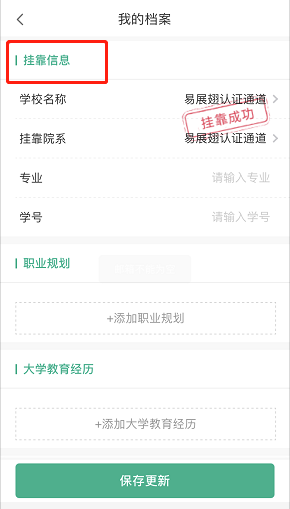 我的档案
挂靠信息
学校名称 易展翅认证通道
挂靠成功
挂靠院系 易展翅认证通道
专业 请输入专业
学号 请输入学号
职业规划
+添加职业规划
大学教育经历
+添加大学教育经历
保存更新